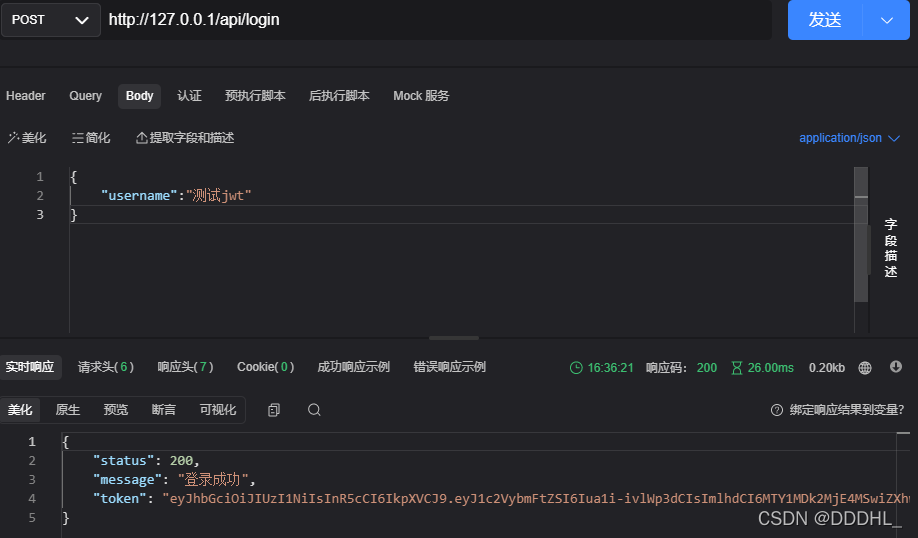 POST http://127.0.0.1/api/login 发送
Header Query Body 认证 预执行脚本 后执行脚本 Mock 服务
美化 简化 提取字段和描述 application/json
1 {
2 "username":"测试jwt"
3 }
字段描述
实时响应 请求头(6) 响应头(7) Cookie(0) 成功响应示例 错误响应示例 16:36:21 响应码: 200 26.00ms 0.20kb
美化 原生 预览 断言 可视化 绑定响应结果到变量?
1 {
2 "status": 200,
3 "message": "登录成功",
4 "token": "eyJhbGciOiJIUzI1NiIsInR5cCI6IkpXVCJ9.eyJ1c2VybmFtZSI6Iua1i-ivlWp3dCIsImlhdCI6MTY1MDk2MjE4MSwiZXh
5 }
CSDN @DDDHL_